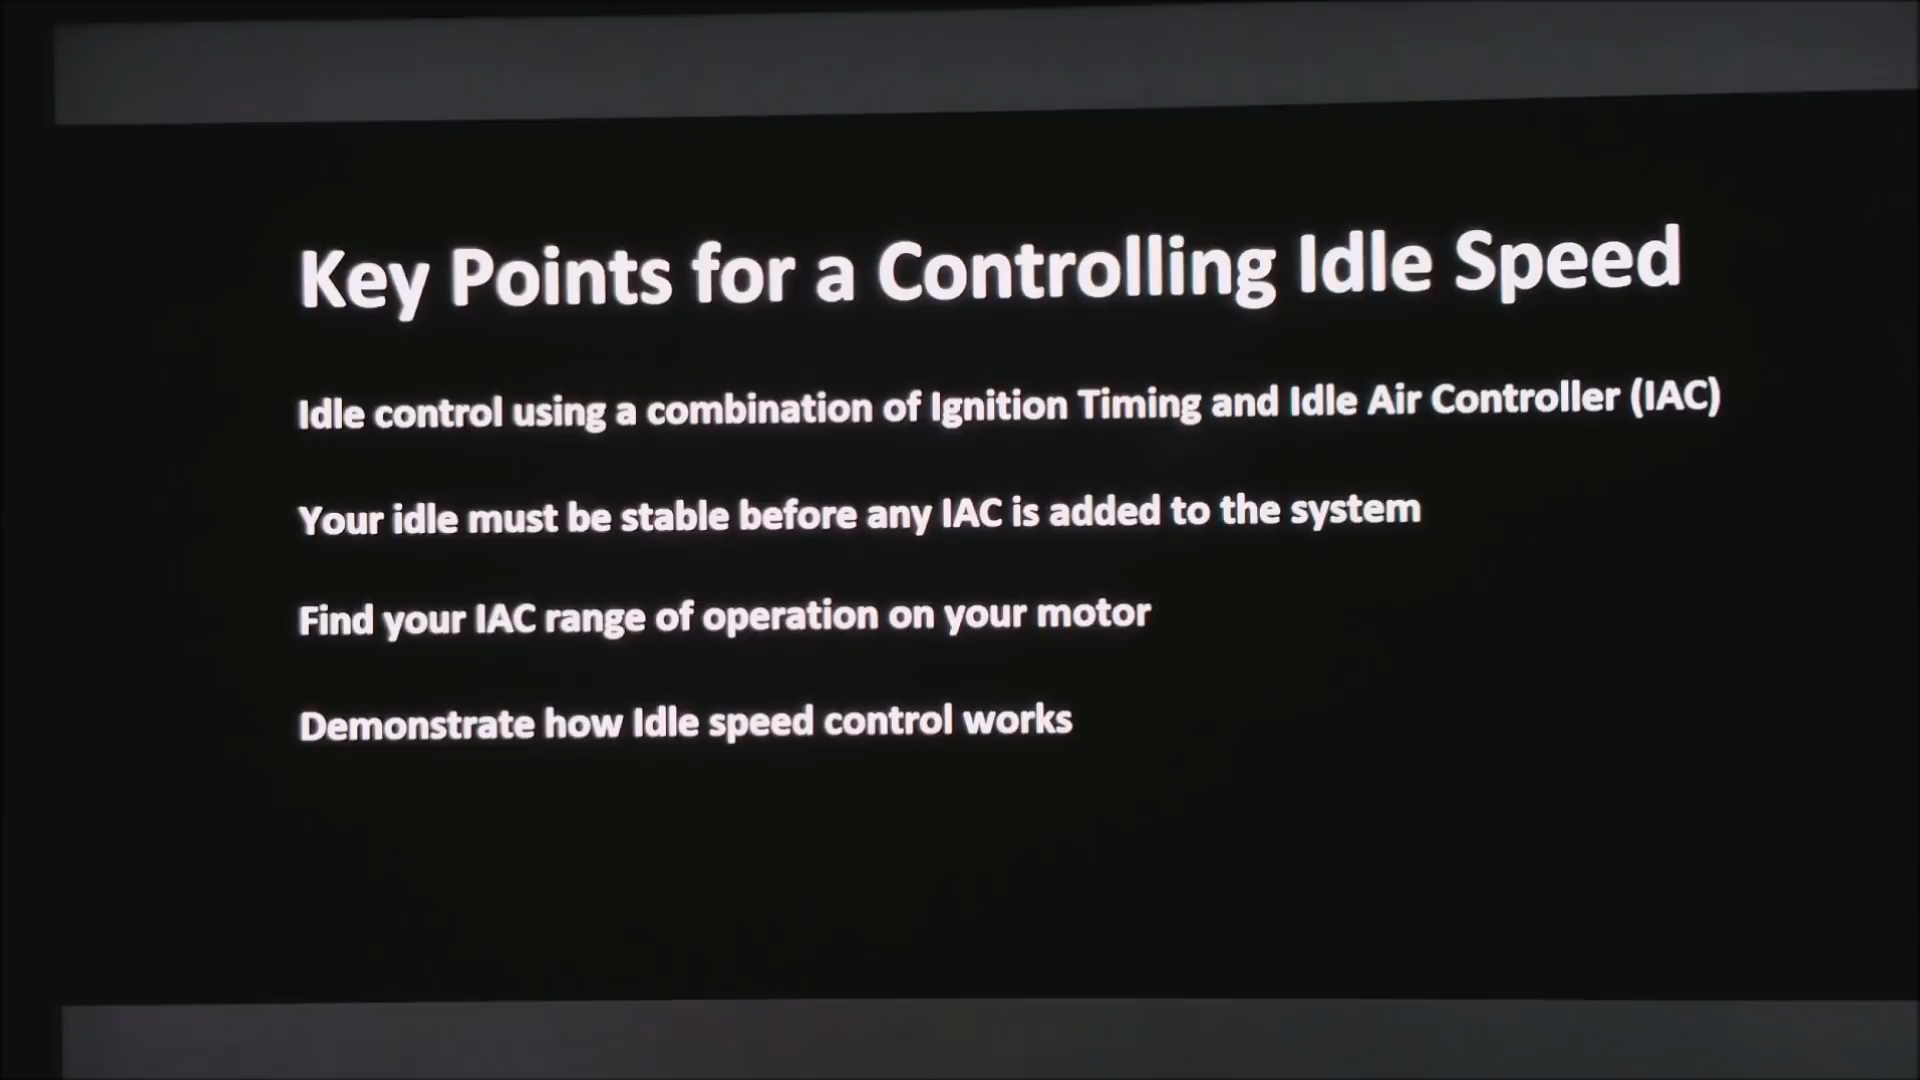 Key Points for a Controlling Idle Speed
Idle control using a combination of Ignition Timing and Idle Air Controller (IAC)
Your idle must be stable before any IAC is added to the system
Find your IAC range of operation on your motor
Demonstrate how Idle speed control works